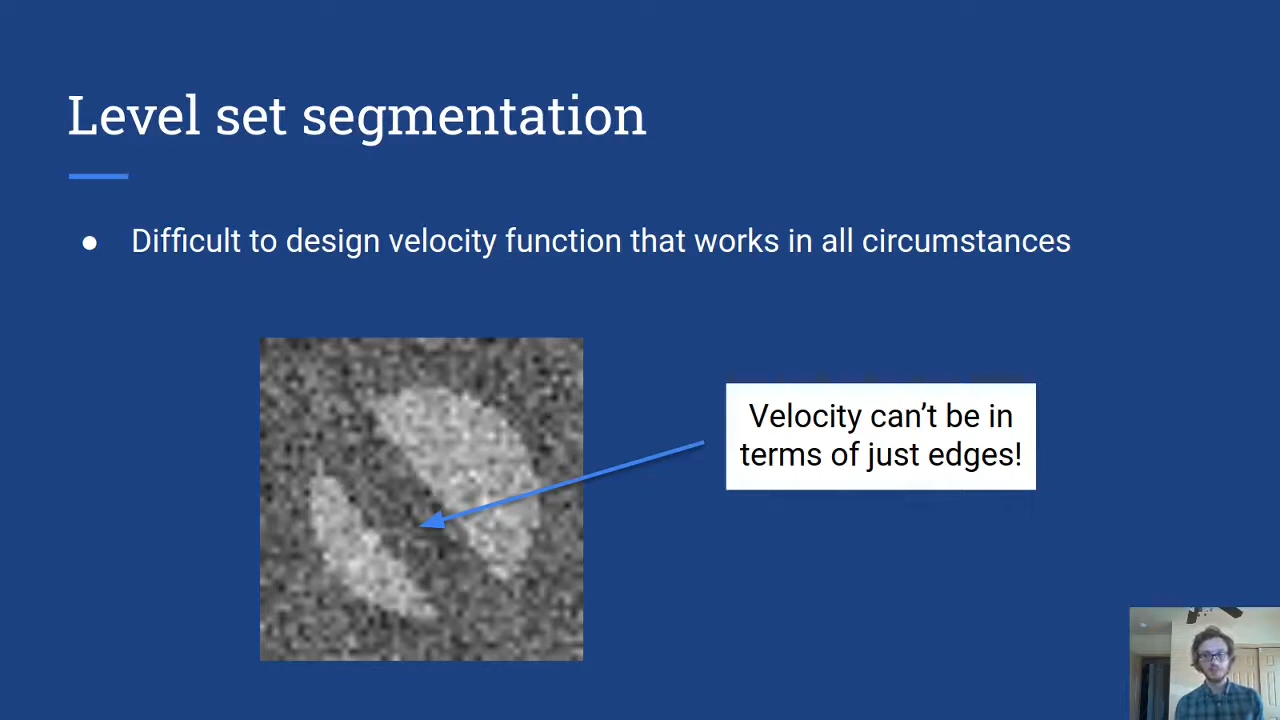 Level set segmentation
● Difficult to design velocity function that works in all circumstances
Velocity can’t be in
terms of just edges!